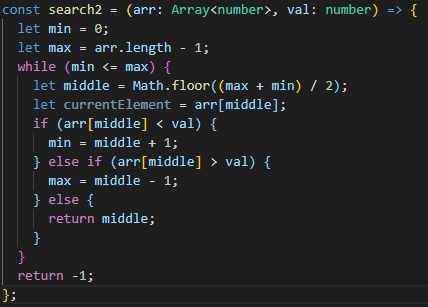 const search2 = (arr: Array<number>, val: number) => {
  let min = 0;
  let max = arr.length - 1;
  while (min <= max) {
    let middle = Math.floor((max + min) / 2);
    let currentElement = arr[middle];
    if (arr[middle] < val) {
      min = middle + 1;
    } else if (arr[middle] > val) {
      max = middle - 1;
    } else {
      return middle;
    }
  }
  return -1;
};